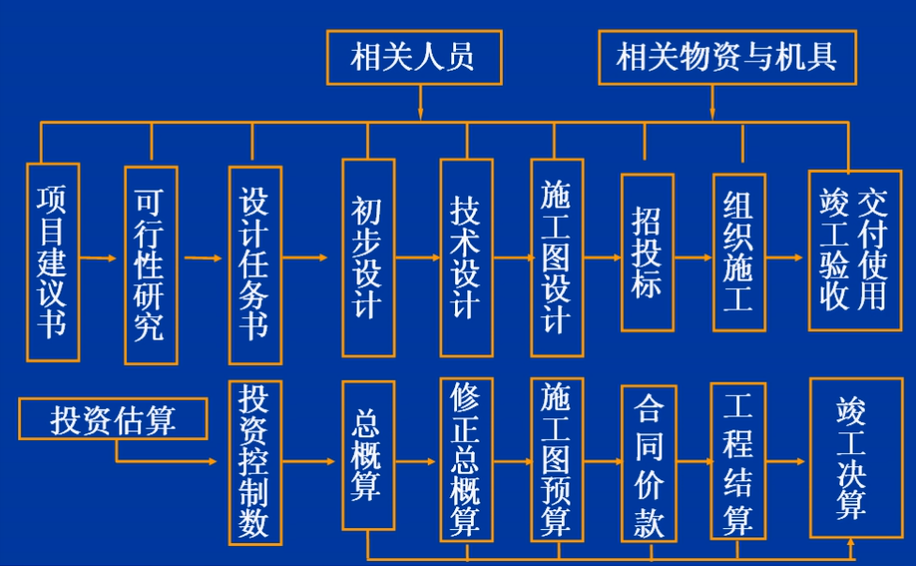 相关人员
相关物资与机具
项目建议书
可行性研究
设计任务书
初步设计
技术设计
施工图设计
招投标
组织施工
竣工验收
交付使用
投资估算
投资控制数
总概算
修正总概算
施工图预算
合同价款
工程结算
竣工决算